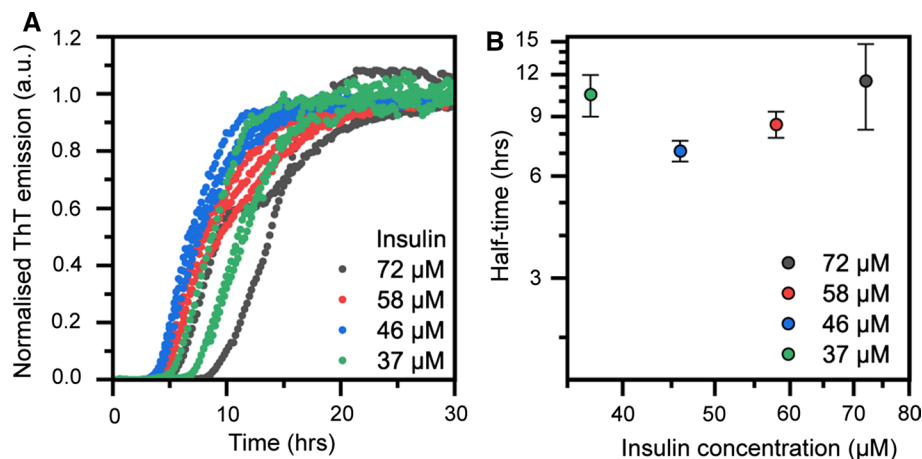 A
Normalised ThT emission (a.u.)
1.2
1.0
0.8
0.6
0.4
0.2
0.0
0
10
20
30
Time (hrs)
Insulin
72 µM
58 µM
46 µM
37 µM
B
Half-time (hrs)
15
12
9
6
3
40
50
60
70
80
Insulin concentration (µM)
72 µM
58 µM
46 µM
37 µM